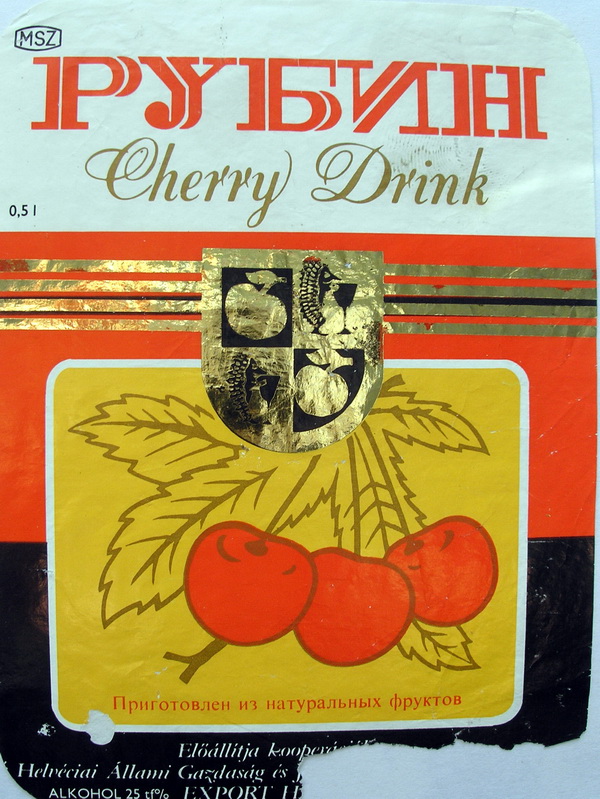 MSZ
РУБИН
Cherry Drink
0,5 l
Приготовлен из натуральных фруктов
Előállítja
Helvéciai Állami Gazdaság és
ALKOHOL 25 tf% EXPORT